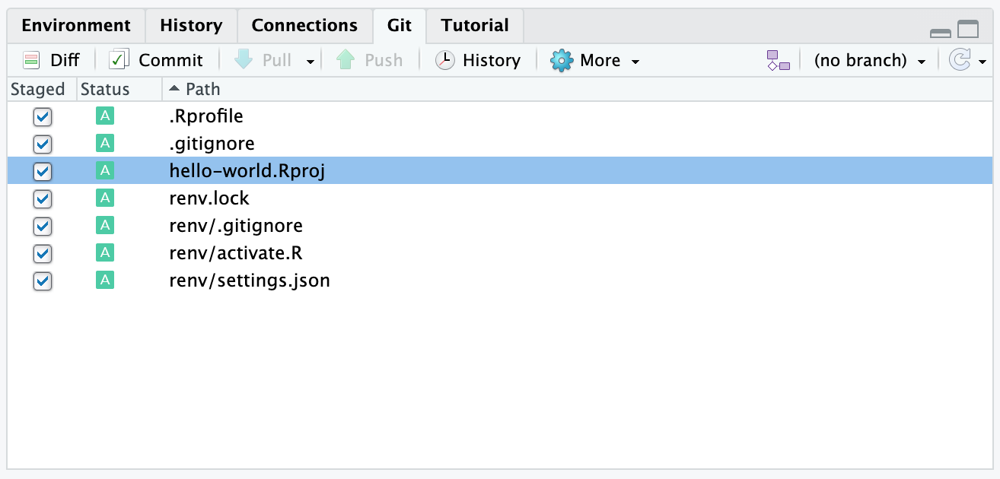 Environment History Connections Git Tutorial
Diff Commit Pull Push History More (no branch)
Staged Status Path
A .Rprofile
A .gitignore
A hello-world.Rproj
A renv.lock
A renv/.gitignore
A renv/activate.R
A renv/settings.json